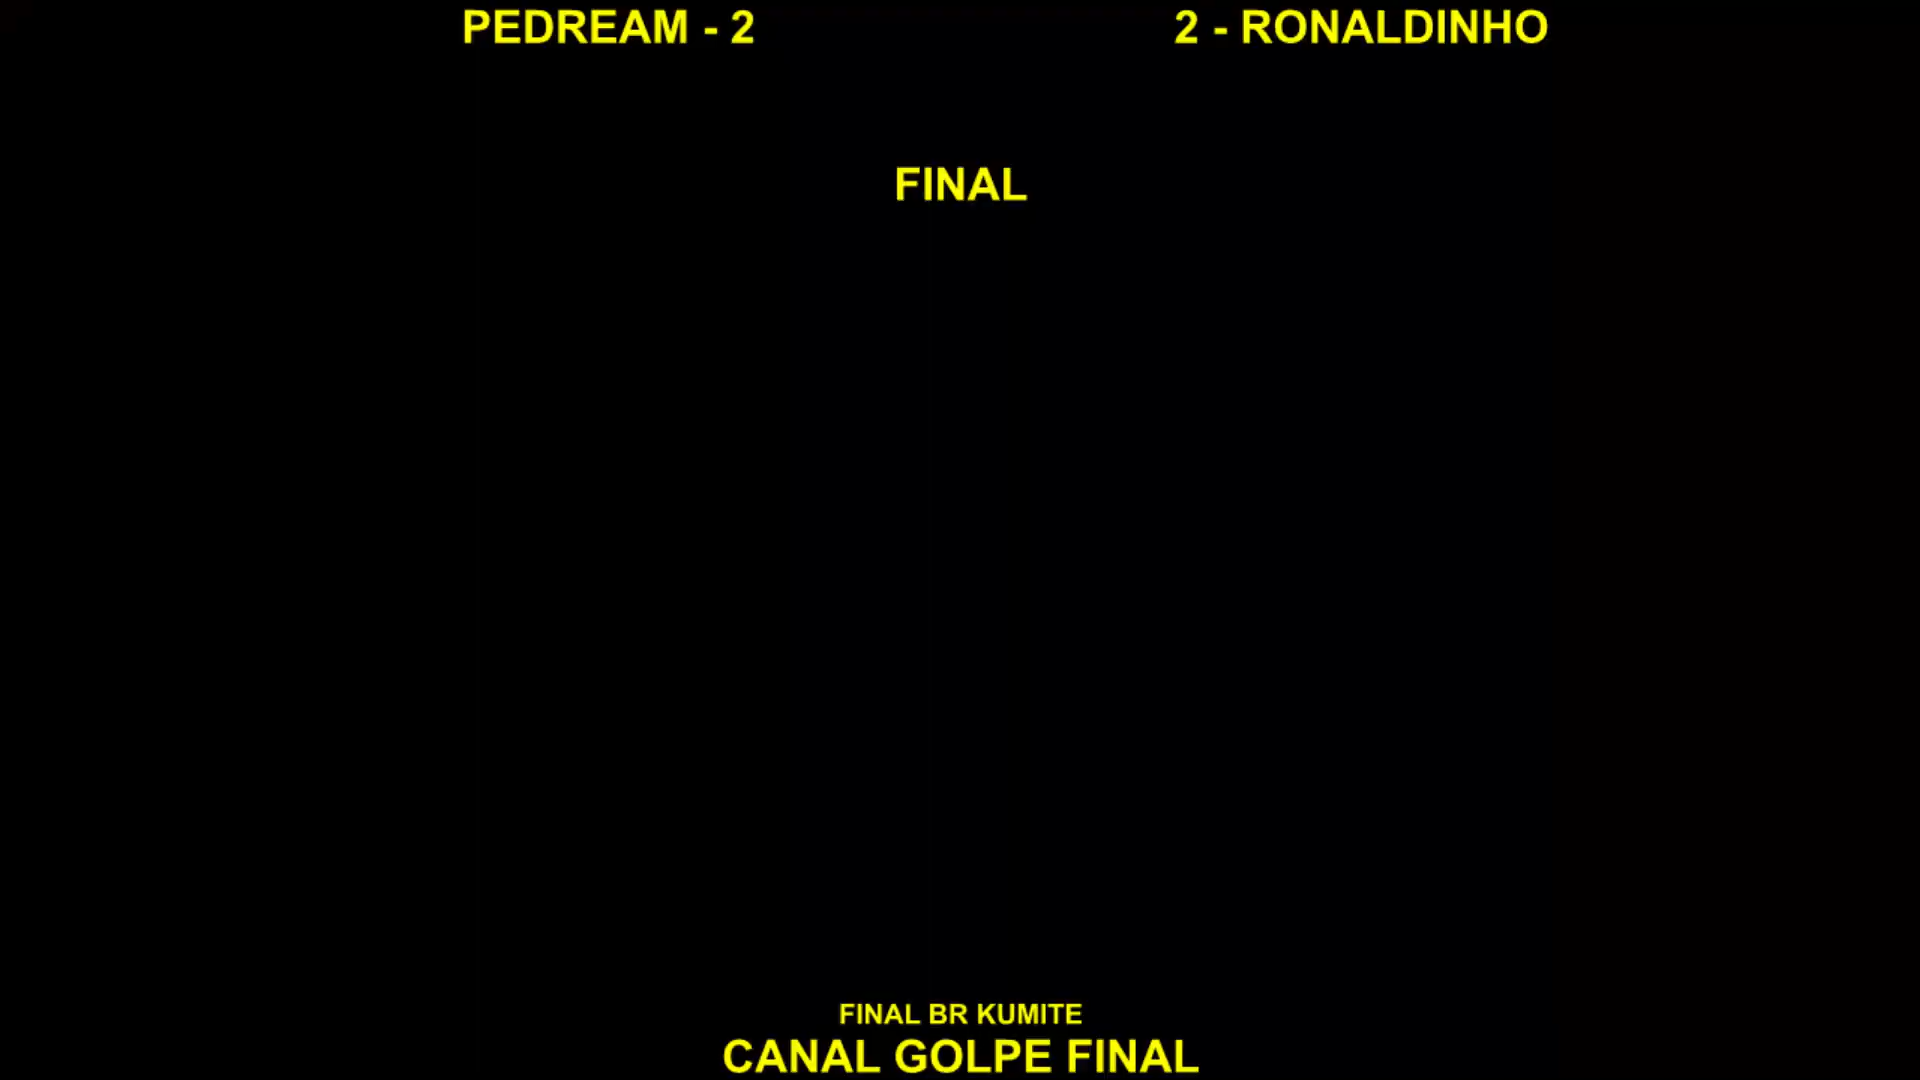 PEDREAM - 2
2 - RONALDINHO
FINAL
FINAL BR KUMITE
CANAL GOLPE FINAL